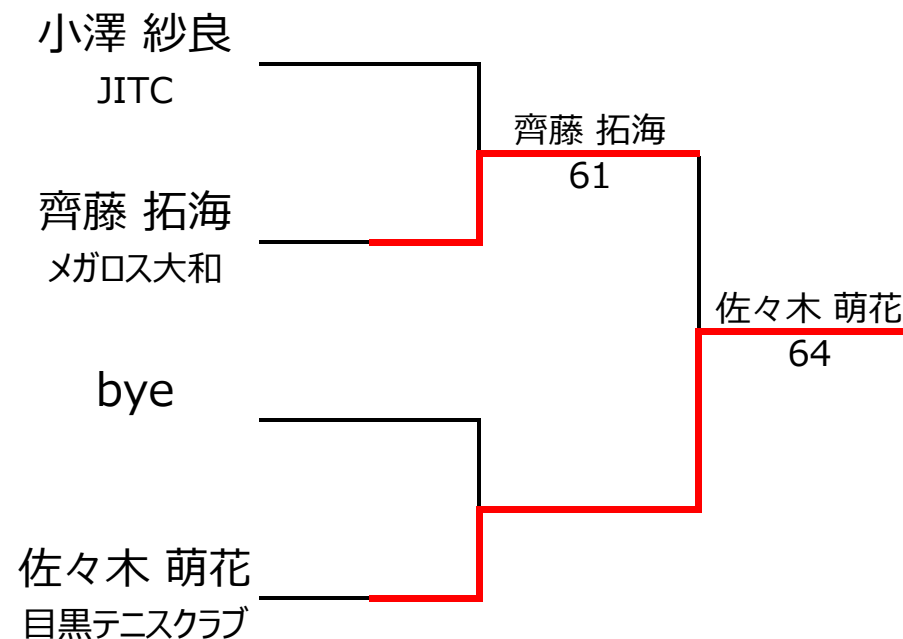 小澤 紗良
JITC
齊藤 拓海
61
齊藤 拓海
メガロス大和
佐々木 萌花
64
bye
佐々木 萌花
目黒テニスクラブ